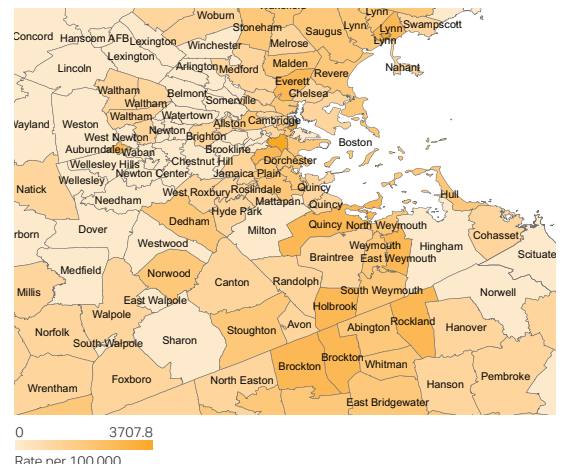 Woburn
Stoneham
Saugus
Lynn
Lynn
Lynn
Swampscott
Lynn
Concord
Hanscom AFB
Lexington
Winchester
Melrose
Lexington
Lincoln
Arlington
Medford
Malden
Revere
Nahant
Everett
Chelsea
Waltham
Belmont
Somerville
Waltham
Waltham
Watertown
Allston
Cambridge
Wayland
Weston
Newton
Brighton
West Newton
Boston
Auburndale
Waban
Brookline
Chestnut Hill
Dorchester
Wellesley Hills
Newton Center
Jamaica Plain
Wellesley
Natick
West Roxbury
Roslindale
Quincy
Hull
Needham
Mattapan
Quincy
Hyde Park
Dedham
Quincy
North Weymouth
rborn
Dover
Milton
Cohasset
Westwood
Weymouth
Hingham
Scituate
Braintree
East Weymouth
Medfield
Norwood
Canton
Randolph
South Weymouth
Norwell
Millis
East Walpole
Holbrook
Walpole
Rockland
Norfolk
Stoughton
Avon
Abington
Hanover
South Walpole
Sharon
Brockton
Brockton
Whitman
Foxboro
North Easton
Pembroke
Wrentham
Hanson
East Bridgewater
0 3707.8
Rate per 100,000